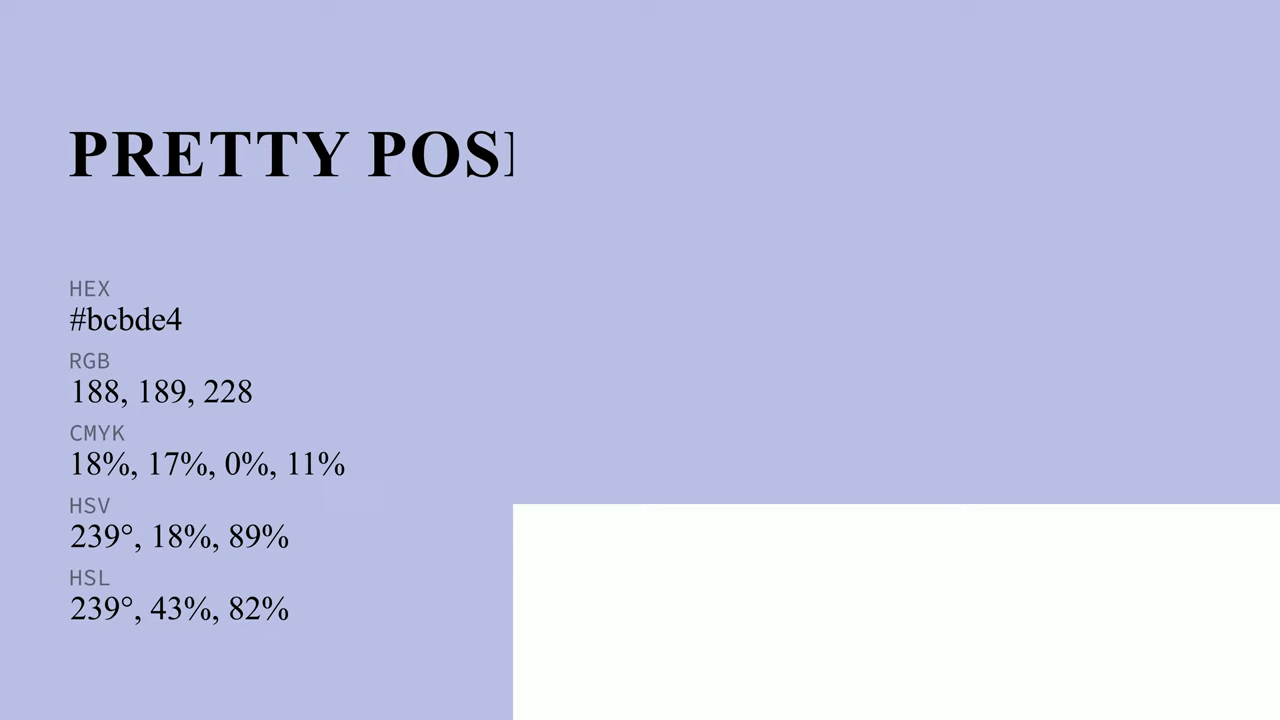 PRETTY POSI
HEX
#bcbde4
RGB
188, 189, 228
CMYK
18%, 17%, 0%, 11%
HSV
239°, 18%, 89%
HSL
239°, 43%, 82%